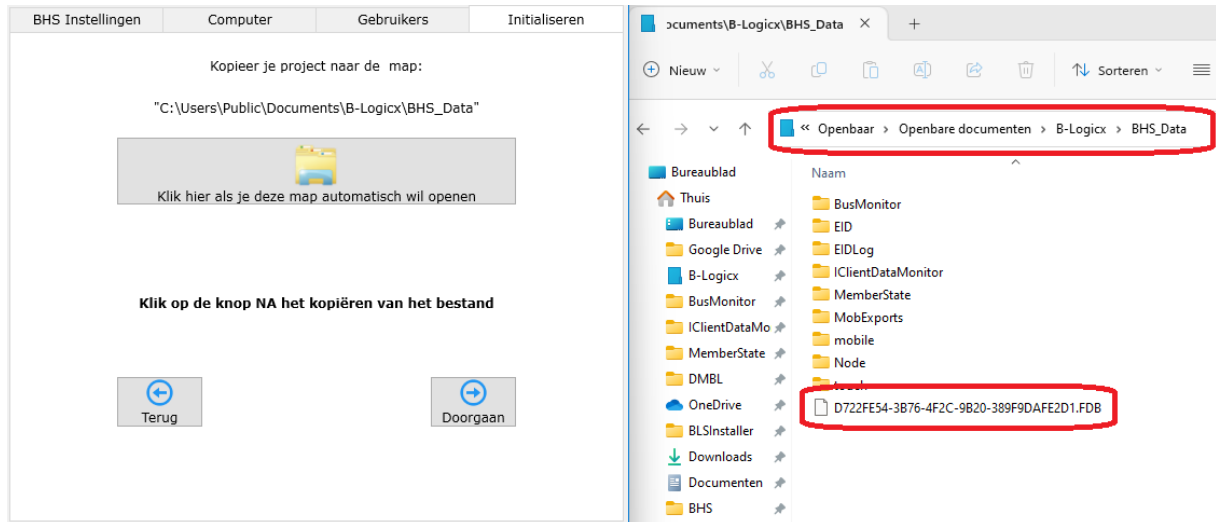 BHS Instellingen Computer Gebruikers Initialiseren
Kopieer je project naar de map:
"C:\Users\Public\Documents\B-Logicx\BHS_Data"
Klik hier als je deze map automatisch wil openen
Klik op de knop NA het kopiëren van het bestand
Terug Doorgaan
ocuments\B-Logicx\BHS_Data
Nieuw Sorteren
« Openbaar > Openbare documenten > B-Logicx > BHS_Data
Bureaublad
Thuis
Bureaublad
Google Drive
B-Logicx
BusMonitor
IClientDataMo
MemberState
DMBL
OneDrive
BLSInstaller
Downloads
Documenten
BHS
Naam
BusMonitor
EID
EIDLog
IClientDataMonitor
MemberState
MobExports
mobile
Node
touch
D722FE54-3B76-4F2C-9B20-389F9DAFE2D1.FDB